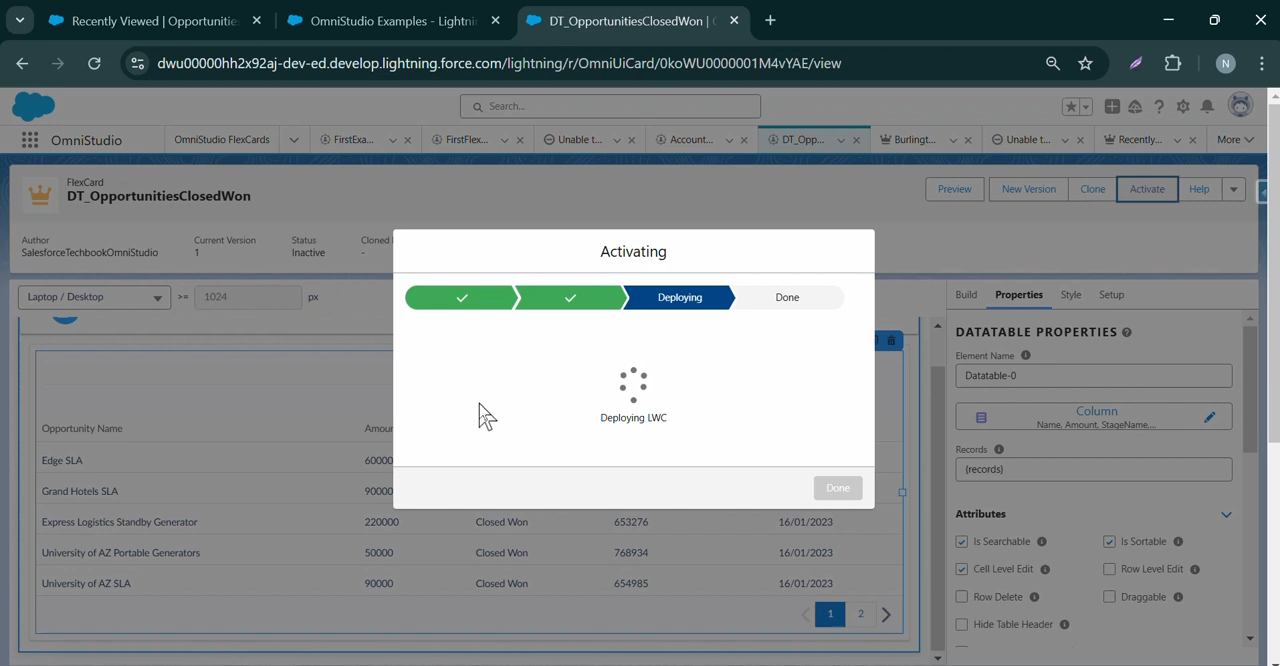 Recently Viewed | Opportunitie
OmniStudio Examples - Lightnin
DT_OpportunitiesClosedWon |
dwu00000hh2x92aj-dev-ed.develop.lightning.force.com/lightning/r/OmniUiCard/0koWU0000001M4vYAE/view
N
Search...
OmniStudio
OmniStudio FlexCards
FirstExa...
FirstFlex...
Unable t...
Account...
DT_Opp...
Burlingt...
Unable t...
Recently...
More
FlexCard
DT_OpportunitiesClosedWon
Preview
New Version
Clone
Activate
Help
Author
SalesforceTechbookOmniStudio
Current Version
1
Status
Inactive
Cloned
-
Activating
Deploying
Done
Deploying LWC
Done
Laptop / Desktop
>=
1024
px
Opportunity Name
Amou
Edge SLA
60000
Grand Hotels SLA
90000
Express Logistics Standby Generator
220000
Closed Won
653276
16/01/2023
University of AZ Portable Generators
50000
Closed Won
768934
16/01/2023
University of AZ SLA
90000
Closed Won
654985
16/01/2023
1
2
Build
Properties
Style
Setup
DATATABLE PROPERTIES
Element Name
Datatable-0
Column
Name, Amount, StageName,...
Records
{records}
Attributes
Is Searchable
Is Sortable
Cell Level Edit
Row Level Edit
Row Delete
Draggable
Hide Table Header